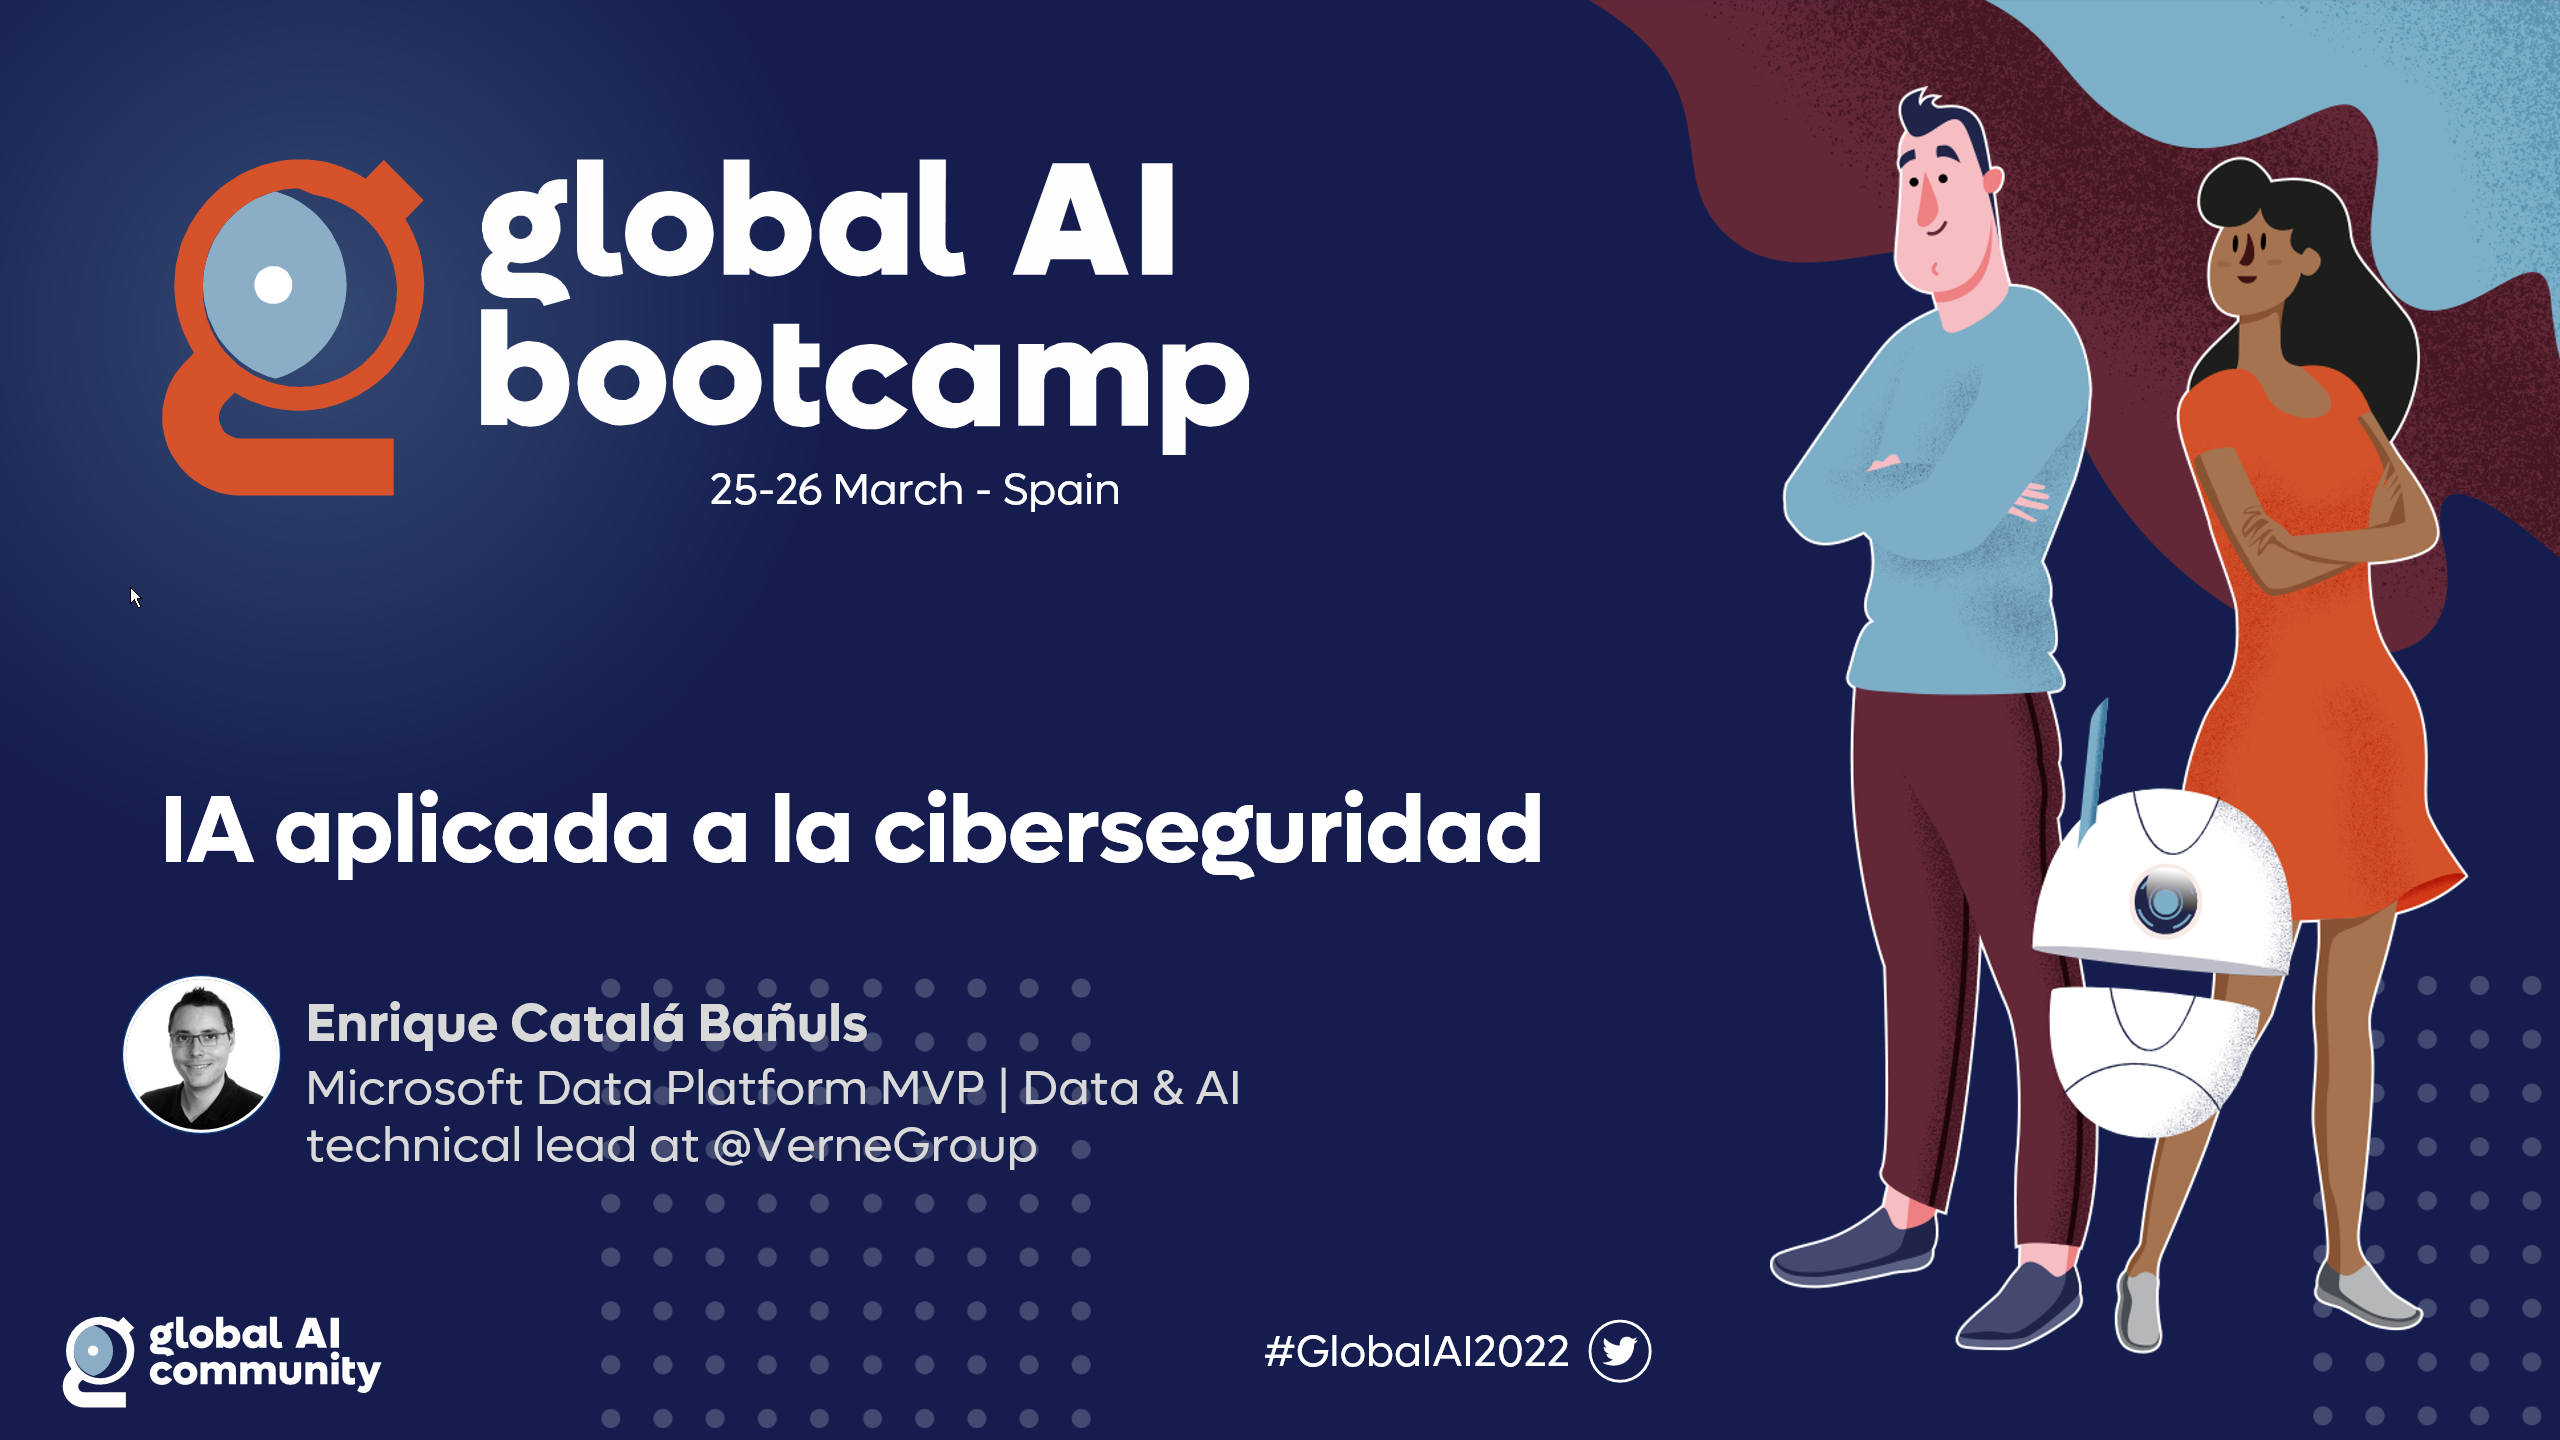 global AI
bootcamp
25-26 March - Spain
IA aplicada a la ciberseguridad
Enrique Catalá Bañuls
Microsoft Data Platform MVP | Data & AI
technical lead at @VerneGroup
global AI
community
#GlobalAI2022